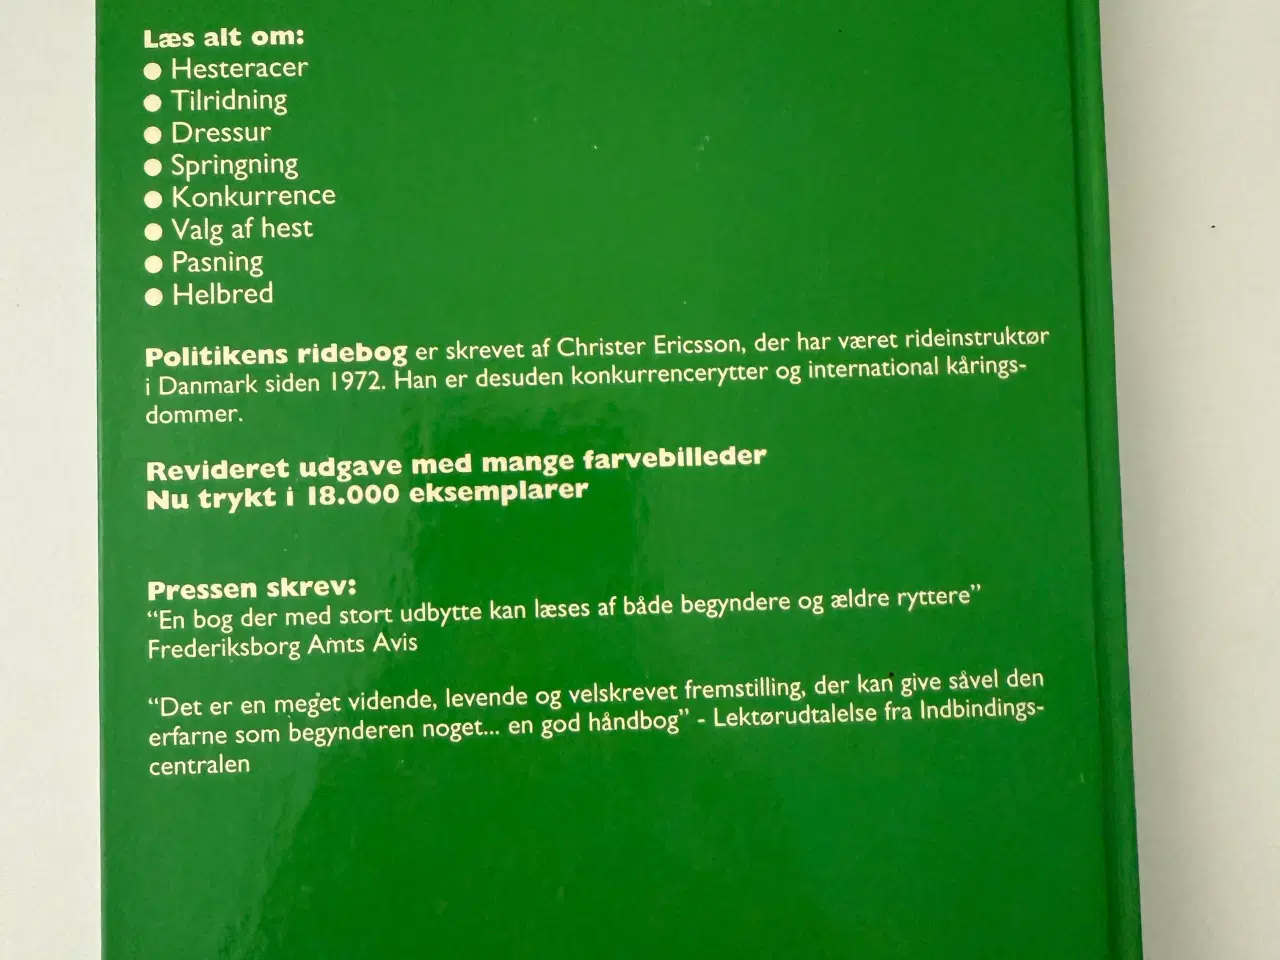 Læs alt om:
● Hesteracer
● Tilridning
● Dressur
● Springning
● Konkurrence
● Valg af hest
● Pasning
● Helbred
Politikens ridebog er skrevet af Christer Ericsson, der har været rideinstruktør
i Danmark siden 1972. Han er desuden konkurrencerytter og international kårings-
dommer.
Revideret udgave med mange farvebilleder
Nu trykt i 18.000 eksemplarer
Pressen skrev:
“En bog der med stort udbytte kan læses af både begyndere og ældre ryttere”
Frederiksborg Amts Avis
“Det er en meget vidende, levende og velskrevet fremstilling, der kan give såvel den
erfarne som begynderen noget... en god håndbog” - Lektørudtalelse fra Indbindings-
centralen